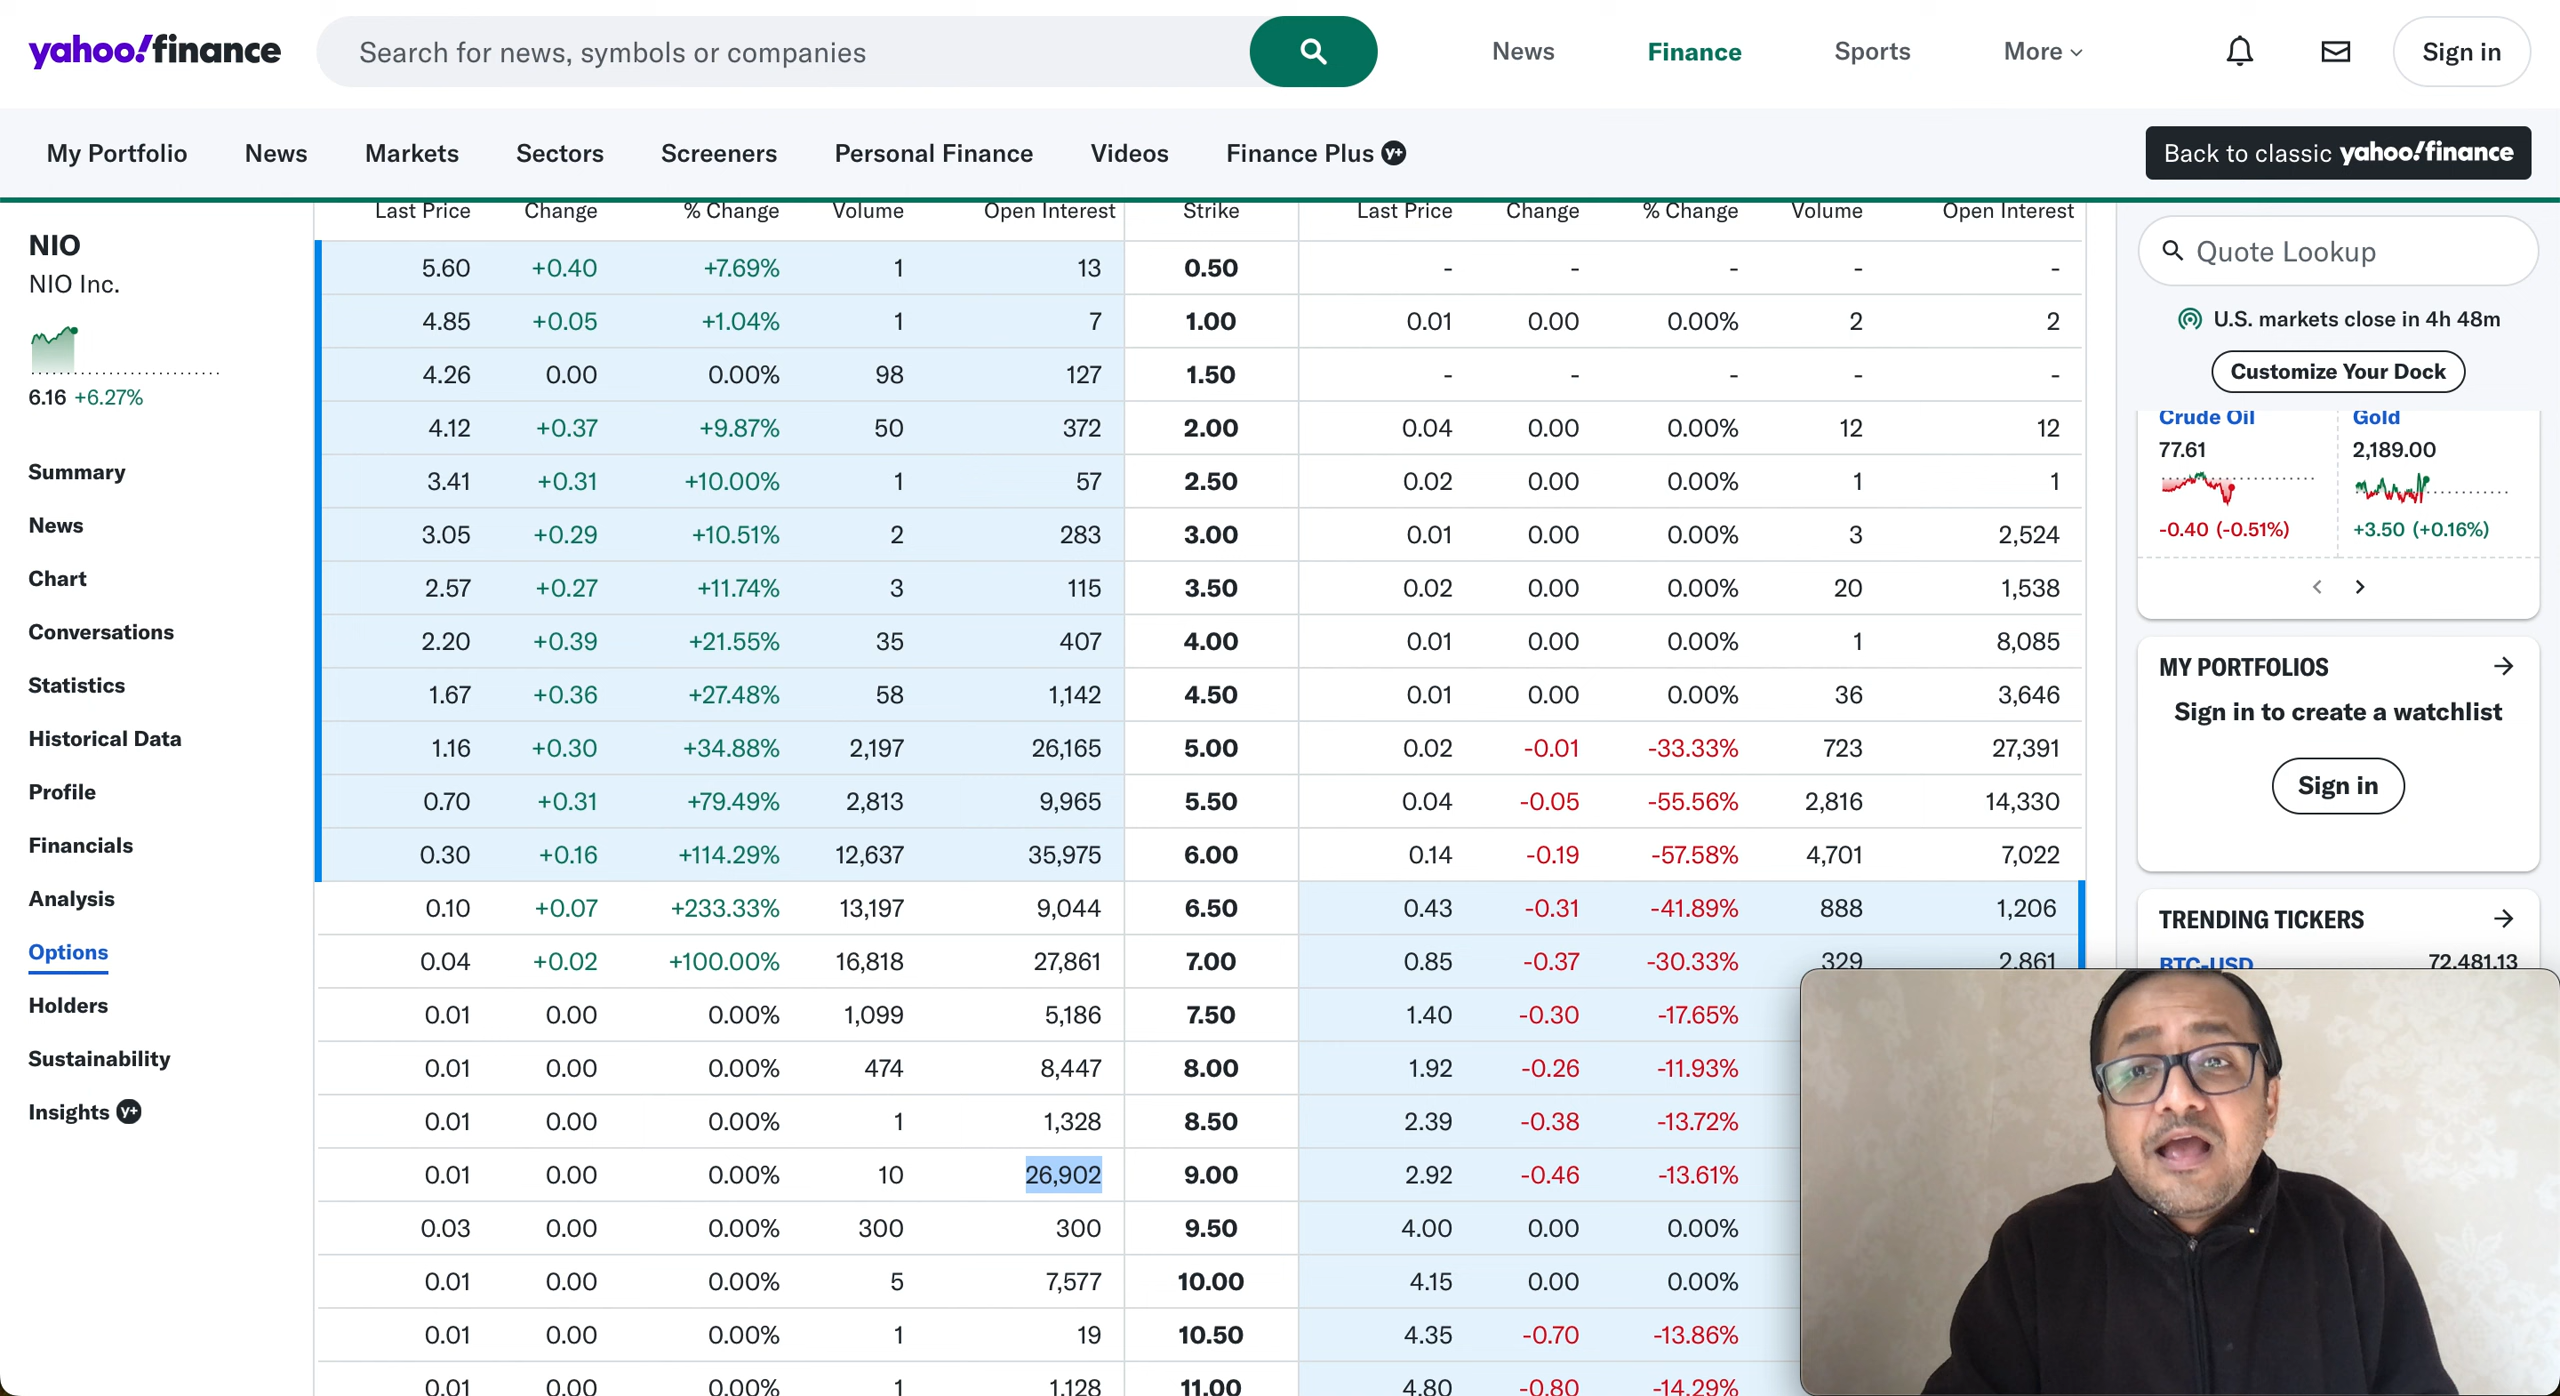 yahoo!finance
Search for news, symbols or companies
News Finance Sports More
Sign in
My Portfolio News Markets Sectors Screeners Personal Finance Videos Finance Plus y+
Back to classic yahoo!finance
NIO
NIO Inc.
6.16 +6.27%
Summary
News
Chart
Conversations
Statistics
Historical Data
Profile
Financials
Analysis
Options
Holders
Sustainability
Insights y+
Last Price Change % Change Volume Open Interest Strike Last Price Change % Change Volume Open Interest
5.60 +0.40 +7.69% 1 13 0.50 - - - - -
4.85 +0.05 +1.04% 1 7 1.00 0.01 0.00 0.00% 2 2
4.26 0.00 0.00% 98 127 1.50 - - - - -
4.12 +0.37 +9.87% 50 372 2.00 0.04 0.00 0.00% 12 12
3.41 +0.31 +10.00% 1 57 2.50 0.02 0.00 0.00% 1 1
3.05 +0.29 +10.51% 2 283 3.00 0.01 0.00 0.00% 3 2,524
2.57 +0.27 +11.74% 3 115 3.50 0.02 0.00 0.00% 20 1,538
2.20 +0.39 +21.55% 35 407 4.00 0.01 0.00 0.00% 1 8,085
1.67 +0.36 +27.48% 58 1,142 4.50 0.01 0.00 0.00% 36 3,646
1.16 +0.30 +34.88% 2,197 26,165 5.00 0.02 -0.01 -33.33% 723 27,391
0.70 +0.31 +79.49% 2,813 9,965 5.50 0.04 -0.05 -55.56% 2,816 14,330
0.30 +0.16 +114.29% 12,637 35,975 6.00 0.14 -0.19 -57.58% 4,701 7,022
0.10 +0.07 +233.33% 13,197 9,044 6.50 0.43 -0.31 -41.89% 888 1,206
0.04 +0.02 +100.00% 16,818 27,861 7.00 0.85 -0.37 -30.33% 329 2,861
0.01 0.00 0.00% 1,099 5,186 7.50 1.40 -0.30 -17.65%
0.01 0.00 0.00% 474 8,447 8.00 1.92 -0.26 -11.93%
0.01 0.00 0.00% 1 1,328 8.50 2.39 -0.38 -13.72%
0.01 0.00 0.00% 10 26,902 9.00 2.92 -0.46 -13.61%
0.03 0.00 0.00% 300 300 9.50 4.00 0.00 0.00%
0.01 0.00 0.00% 5 7,577 10.00 4.15 0.00 0.00%
0.01 0.00 0.00% 1 19 10.50 4.35 -0.70 -13.86%
0.01 0.00 0.00% 1 1,128 11.00 4.80 -0.80 -14.29%
Quote Lookup
U.S. markets close in 4h 48m
Customize Your Dock
Crude Oil Gold
77.61 2,189.00
-0.40 (-0.51%) +3.50 (+0.16%)
MY PORTFOLIOS
Sign in to create a watchlist
Sign in
TRENDING TICKERS
BTC-USD 72,481.13